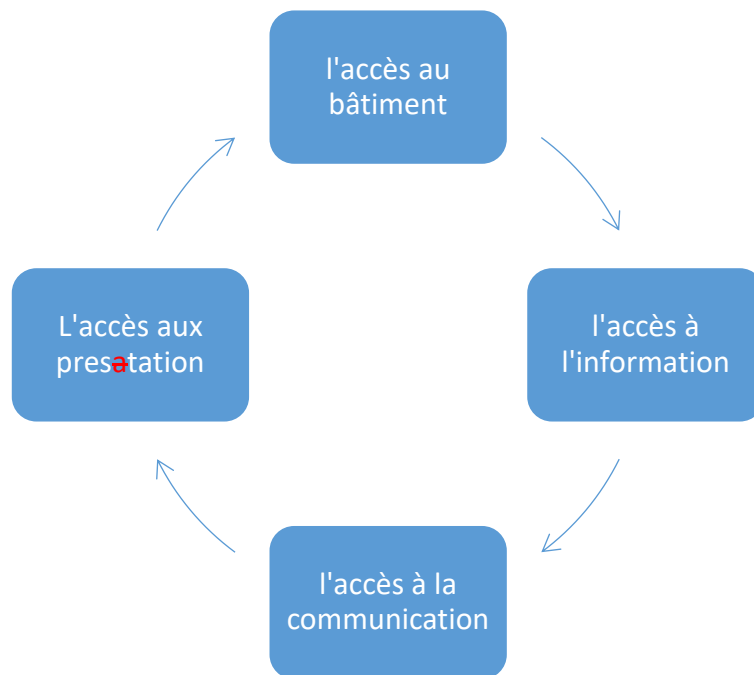 l'accès au
bâtiment
l'accès à
l'information
l'accès à la
communication
L'accès aux
presatation